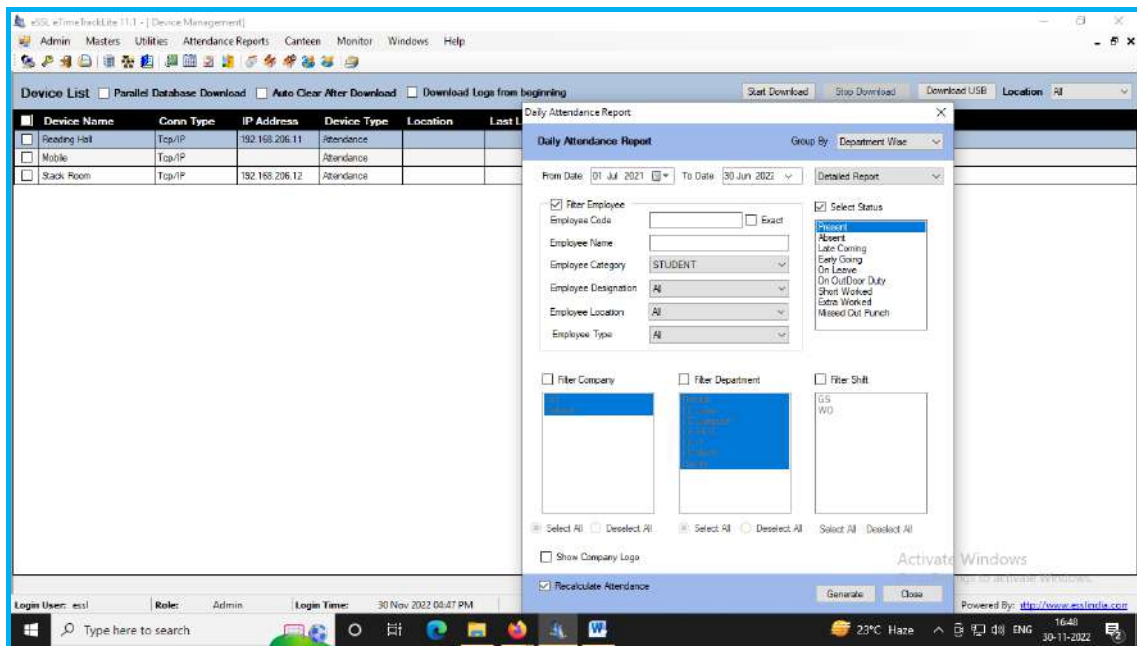 eSSL eTimeTrackLite 11.1 - [Device Management]
Admin Masters Utilities Attendance Reports Canteen Monitor Windows Help
Device List Parallel Database Download Auto Clear After Download Download Logs from beginning Start Download Stop Download Download USB Location All
Device Name Conn Type IP Address Device Type Location Last L
Reading Hall Tcp/IP 192.168.206.11 Attendance
Mobile Tcp/IP Attendance
Stack Room Tcp/IP 192.168.206.12 Attendance
Daily Attendance Report
Daily Attendance Report Group By Department Wise
From Date 01 Jul 2021 To Date 30 Jun 2022 Detailed Report
Filter Employee
Employee Code Exact
Employee Name
Employee Category STUDENT
Employee Designation All
Employee Location All
Employee Type All
Select Status
Present
Absent
Late Coming
Early Going
On Leave
On OutDoor Duty
Short Worked
Extra Worked
Missed Out Punch
Filter Company Filter Department Filter Shift
GS
WO
Select All Deselect All Select All Deselect All Select All Deselect All
Show Company Logo
Activate Windows
Recalculate Attendance
to activate Windows.
Generate Close
Login User: essl Role: Admin Login Time: 30 Nov 2022 04:47 PM Powered By: http://www.esslindia.com
Type here to search 23°C Haze ENG 16:48
30-11-2022